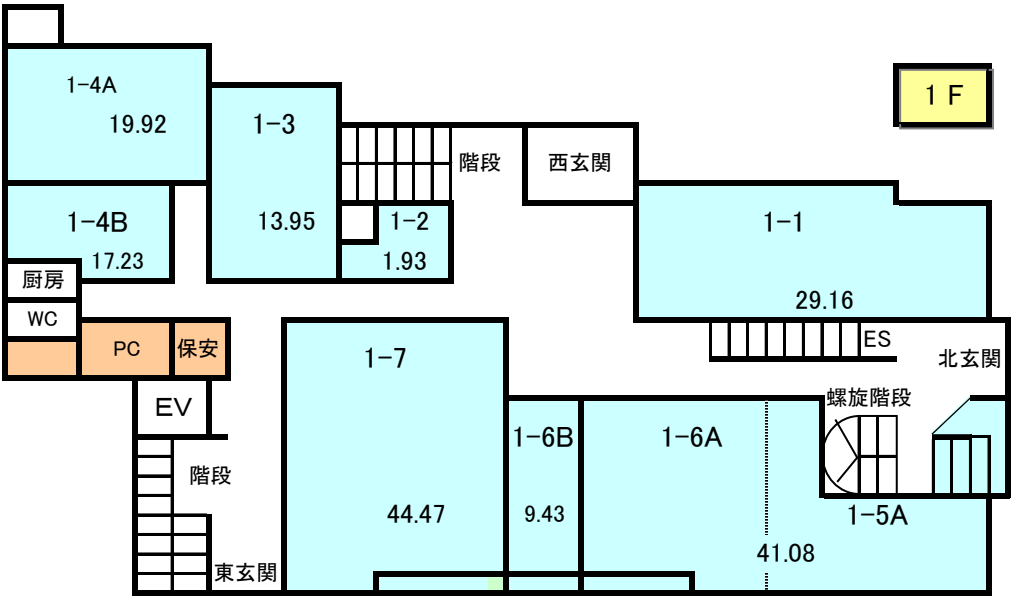 1-4A
19.92
1-3
13.95
階段
西玄関
1F
1-4B
17.23
1-2
1.93
1-1
29.16
厨房
WC
PC
保安
1-7
44.47
ES
北玄関
螺旋階段
EV
階段
1-6B
9.43
1-6A
1-5A
41.08
東玄関